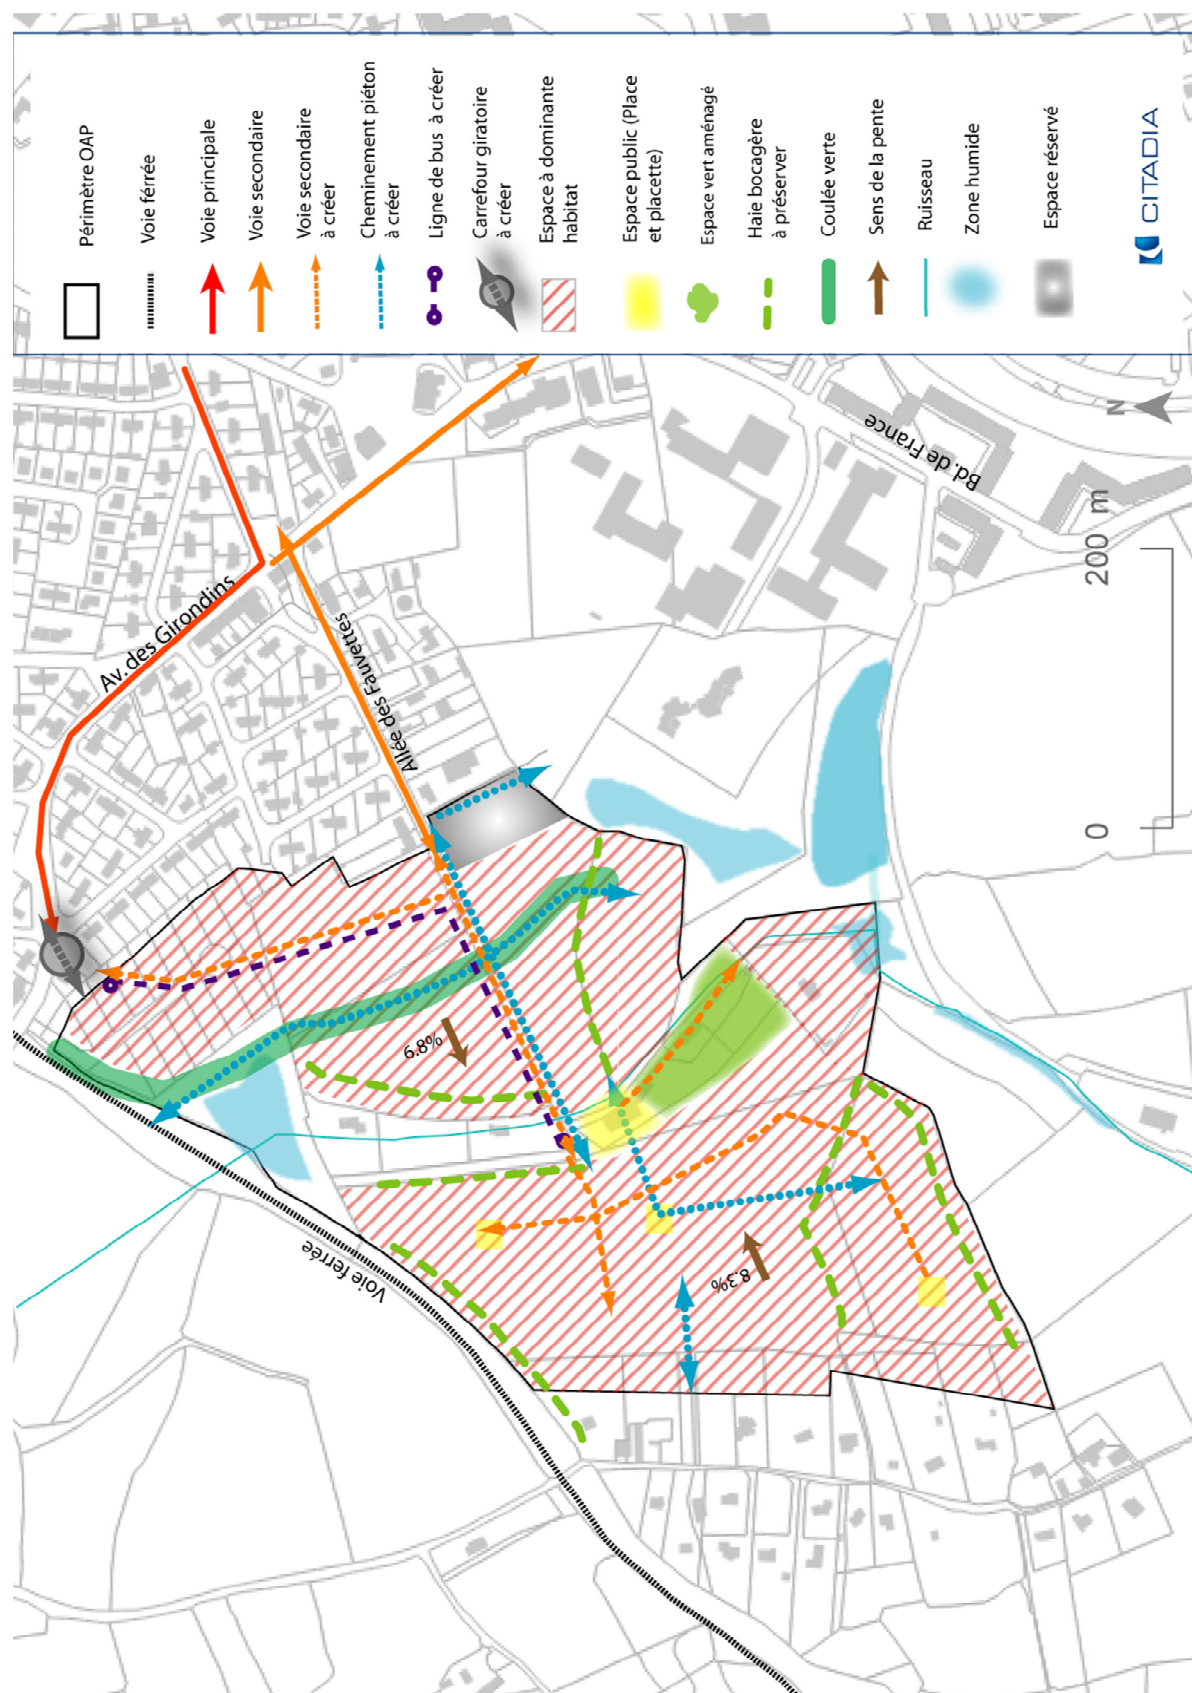 Périmètre OAP
Voie férrée
Voie principale
Voie secondaire
Voie secondaire
à créer
Cheminement piéton
à créer
Ligne de bus à créer
Carrefour giratoire
à créer
Espace à dominante
habitat
Espace public (Place
et placette)
Espace vert aménagé
Haie bocagère
à préserver
Coulée verte
Sens de la pente
Ruisseau
Zone humide
Espace réservé
CITADIA
Av. des Girondins
Allée des Fauvettes
Bd. de France
Voie ferrée
6.8%
8.3%
N
0
200 m